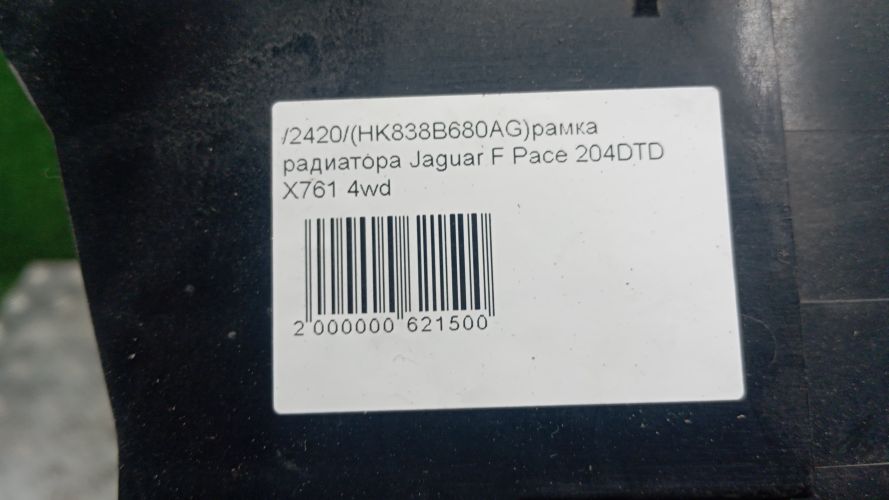 /2420/(HK838B680AG)рамка
радиатора Jaguar F Pace 204DTD
X761 4wd
2 000000 621500